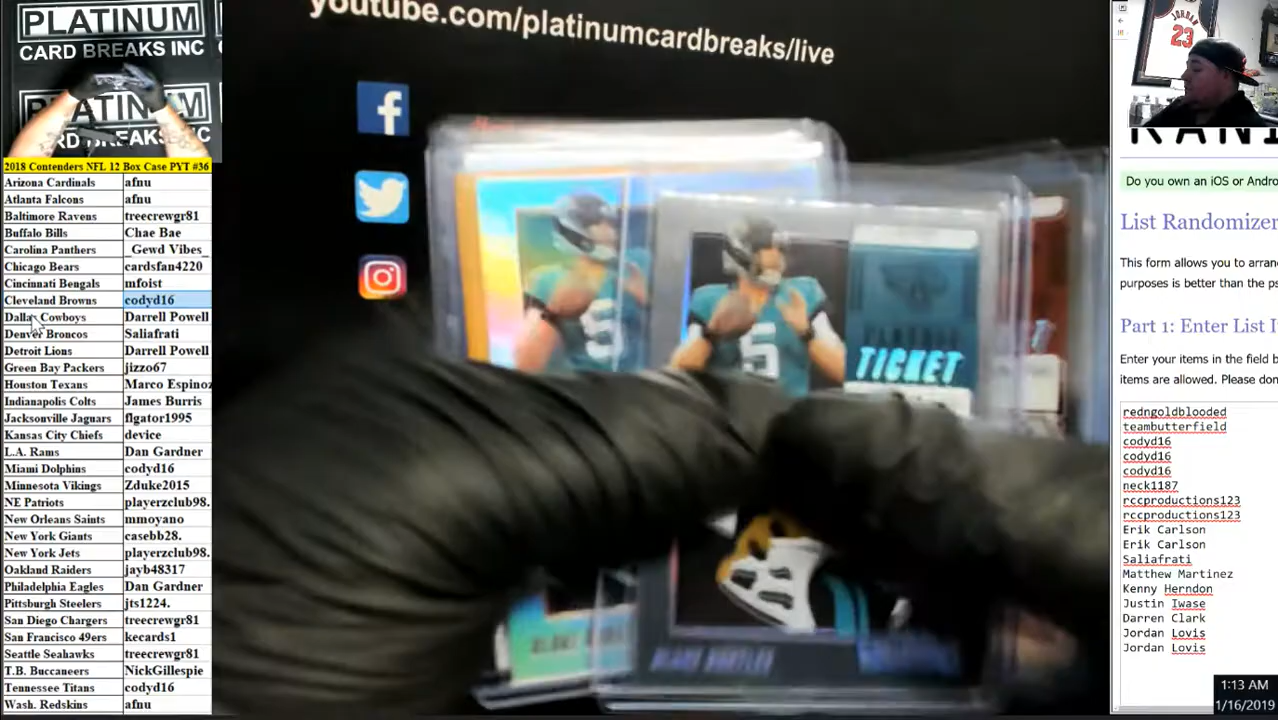 youtube.com/platinumcardbreaks/live
PLATINUM
CARD BREAKS INC
PLATINUM
RD BREAKS INC
2018 Contenders NFL 12 Box Case PYT #36
Arizona Cardinals afnu
Atlanta Falcons afnu
Baltimore Ravens treecrewgr81
Buffalo Bills Chae Bae
Carolina Panthers _Gewd Vibes_
Chicago Bears cardsfan4220
Cincinnati Bengals mfoist
Cleveland Browns codyd16
Dallas Cowboys Darrell Powell
Denver Broncos Saliafrati
Detroit Lions Darrell Powell
Green Bay Packers jizzo67
Houston Texans Marco Espinoz
Indianapolis Colts James Burris
Jacksonville Jaguars flgator1995
Kansas City Chiefs device
L.A. Rams Dan Gardner
Miami Dolphins codyd16
Minnesota Vikings Zduke2015
NE Patriots playerzclub98.
New Orleans Saints mmoyano
New York Giants casebb28.
New York Jets playerzclub98.
Oakland Raiders jayb48317
Philadelphia Eagles Dan Gardner
Pittsburgh Steelers jts1224.
San Diego Chargers treecrewgr81
San Francisco 49ers kecards1
Seattle Seahawks treecrewgr81
T.B. Buccaneers NickGillespie
Tennessee Titans codyd16
Wash. Redskins afnu
5
5
TICKET
JORDAN
23
Do you own an iOS or Andro
List Randomizer
This form allows you to arran
purposes is better than the ps
Part 1: Enter List I
Enter your items in the field b
items are allowed. Please don
redngoldblooded
teambutterfield
codyd16
codyd16
codyd16
neck1187
rccproductions123
rccproductions123
Erik Carlson
Erik Carlson
Saliafrati
Matthew Martinez
Kenny Herndon
Justin Iwase
Darren Clark
Jordan Lovis
Jordan Lovis
1:13 AM
1/16/2019